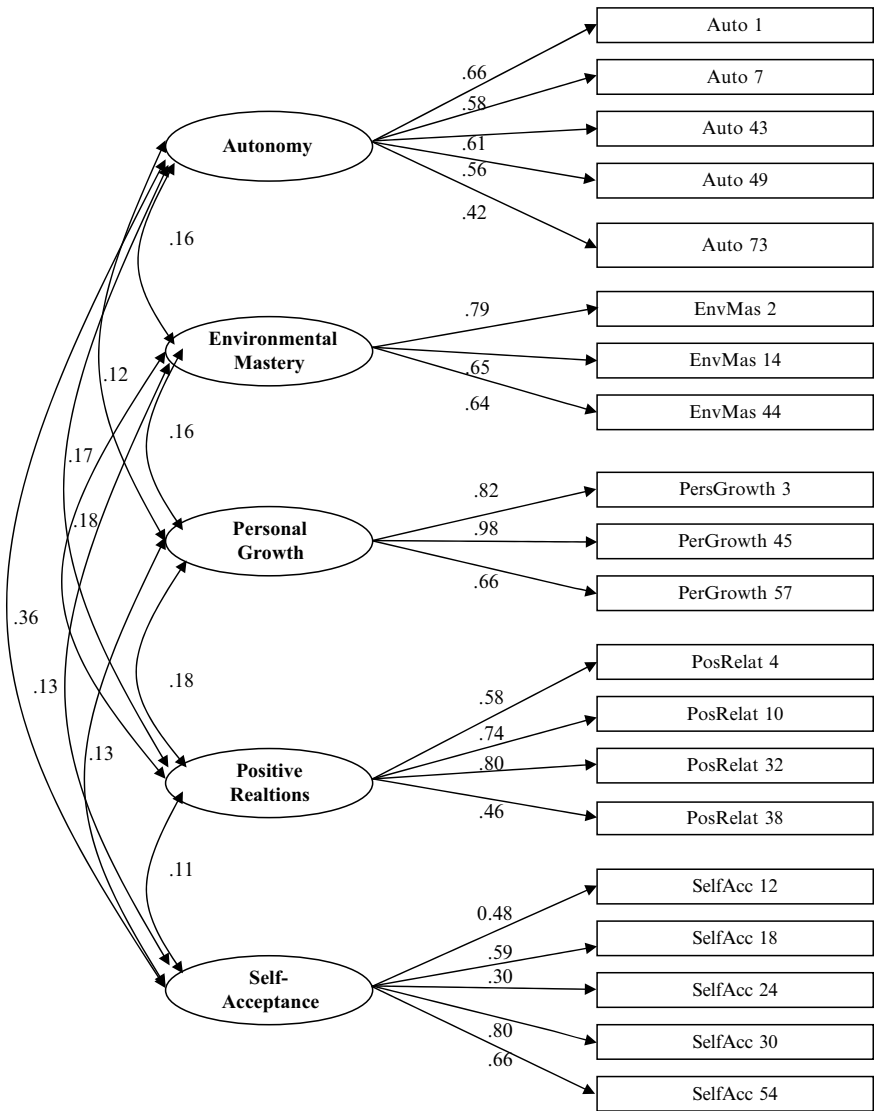 Auto 1
.66
Auto 7
.58
Auto 43
Autonomy
.61
Auto 49
.56
.42
.16
Auto 73
.79
EnvMas 2
Environmental
Mastery
EnvMas 14
.65
.12
.64
EnvMas 44
.16
.17
.82
PersGrowth 3
.18
Personal
Growth
.98
PerGrowth 45
.66
PerGrowth 57
.36
PosRelat 4
.18
.13
.58
PosRelat 10
.74
.13
Positive
Realtions
.80
PosRelat 32
.46
PosRelat 38
.11
SelfAcc 12
0.48
SelfAcc 18
.59
.30
Self-
Acceptance
SelfAcc 24
.80
SelfAcc 30
.66
SelfAcc 54